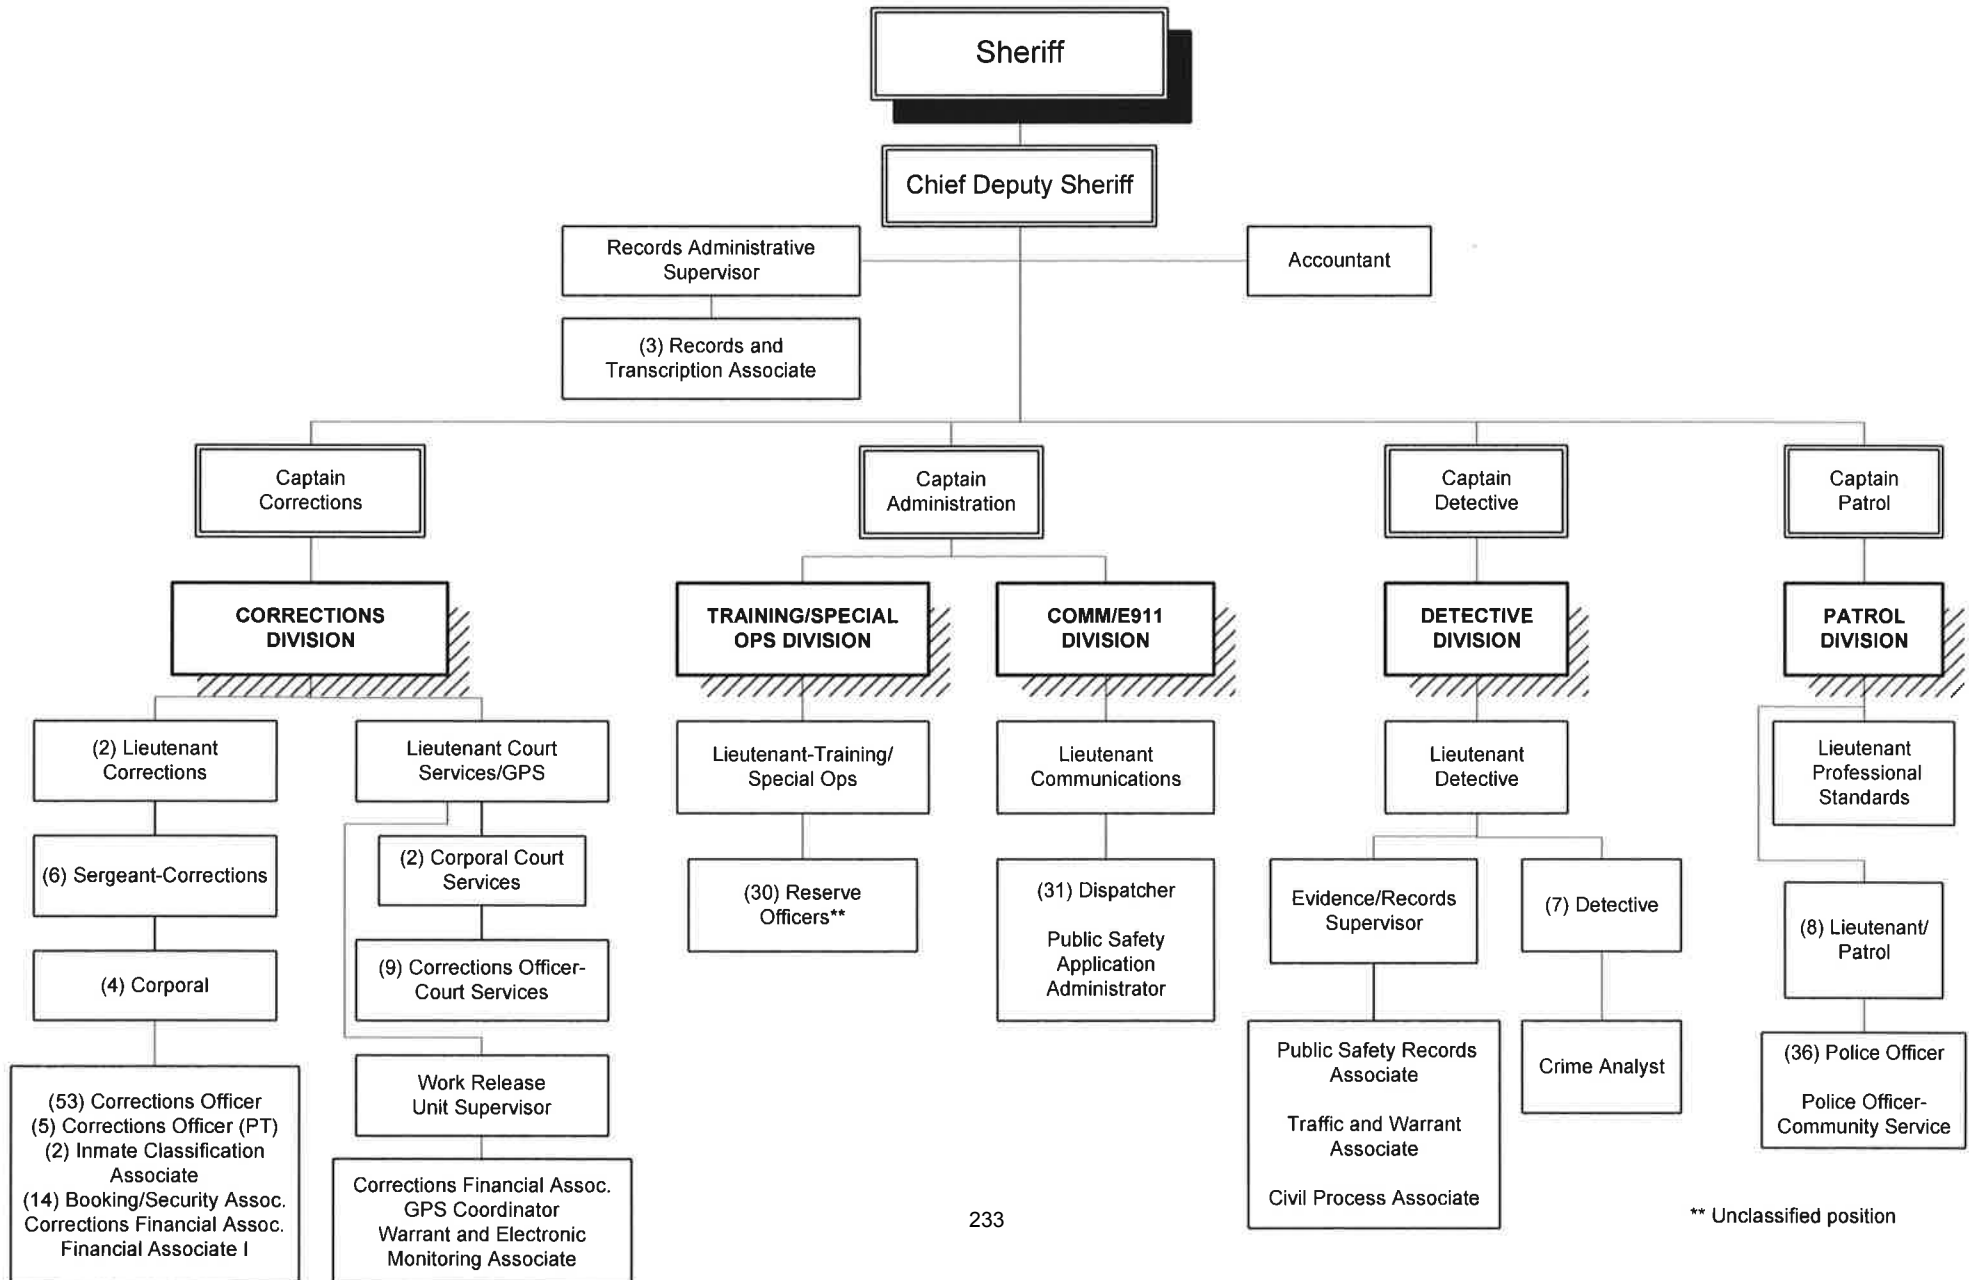 Sheriff
Chief Deputy Sheriff
Records Administrative
Supervisor
Accountant
(3) Records and
Transcription Associate
Captain
Corrections
Captain
Administration
Captain
Detective
Captain
Patrol
CORRECTIONS
DIVISION
TRAINING/SPECIAL
OPS DIVISION
COMM/E911
DIVISION
DETECTIVE
DIVISION
PATROL
DIVISION
(2) Lieutenant
Corrections
Lieutenant Court
Services/GPS
Lieutenant-Training/
Special Ops
Lieutenant
Communications
Lieutenant
Detective
Lieutenant
Professional
Standards
(6) Sergeant-Corrections
(2) Corporal Court
Services
(30) Reserve
Officers**
(31) Dispatcher
Public Safety
Application
Administrator
Evidence/Records
Supervisor
(7) Detective
(8) Lieutenant/
Patrol
(4) Corporal
(9) Corrections Officer-
Court Services
Work Release
Unit Supervisor
Public Safety Records
Associate
Traffic and Warrant
Associate
Civil Process Associate
Crime Analyst
(36) Police Officer
Police Officer-
Community Service
(53) Corrections Officer
(5) Corrections Officer (PT)
(2) Inmate Classification
Associate
(14) Booking/Security Assoc.
Corrections Financial Assoc.
Financial Associate I
Corrections Financial Assoc.
GPS Coordinator
Warrant and Electronic
Monitoring Associate
233
** Unclassified position